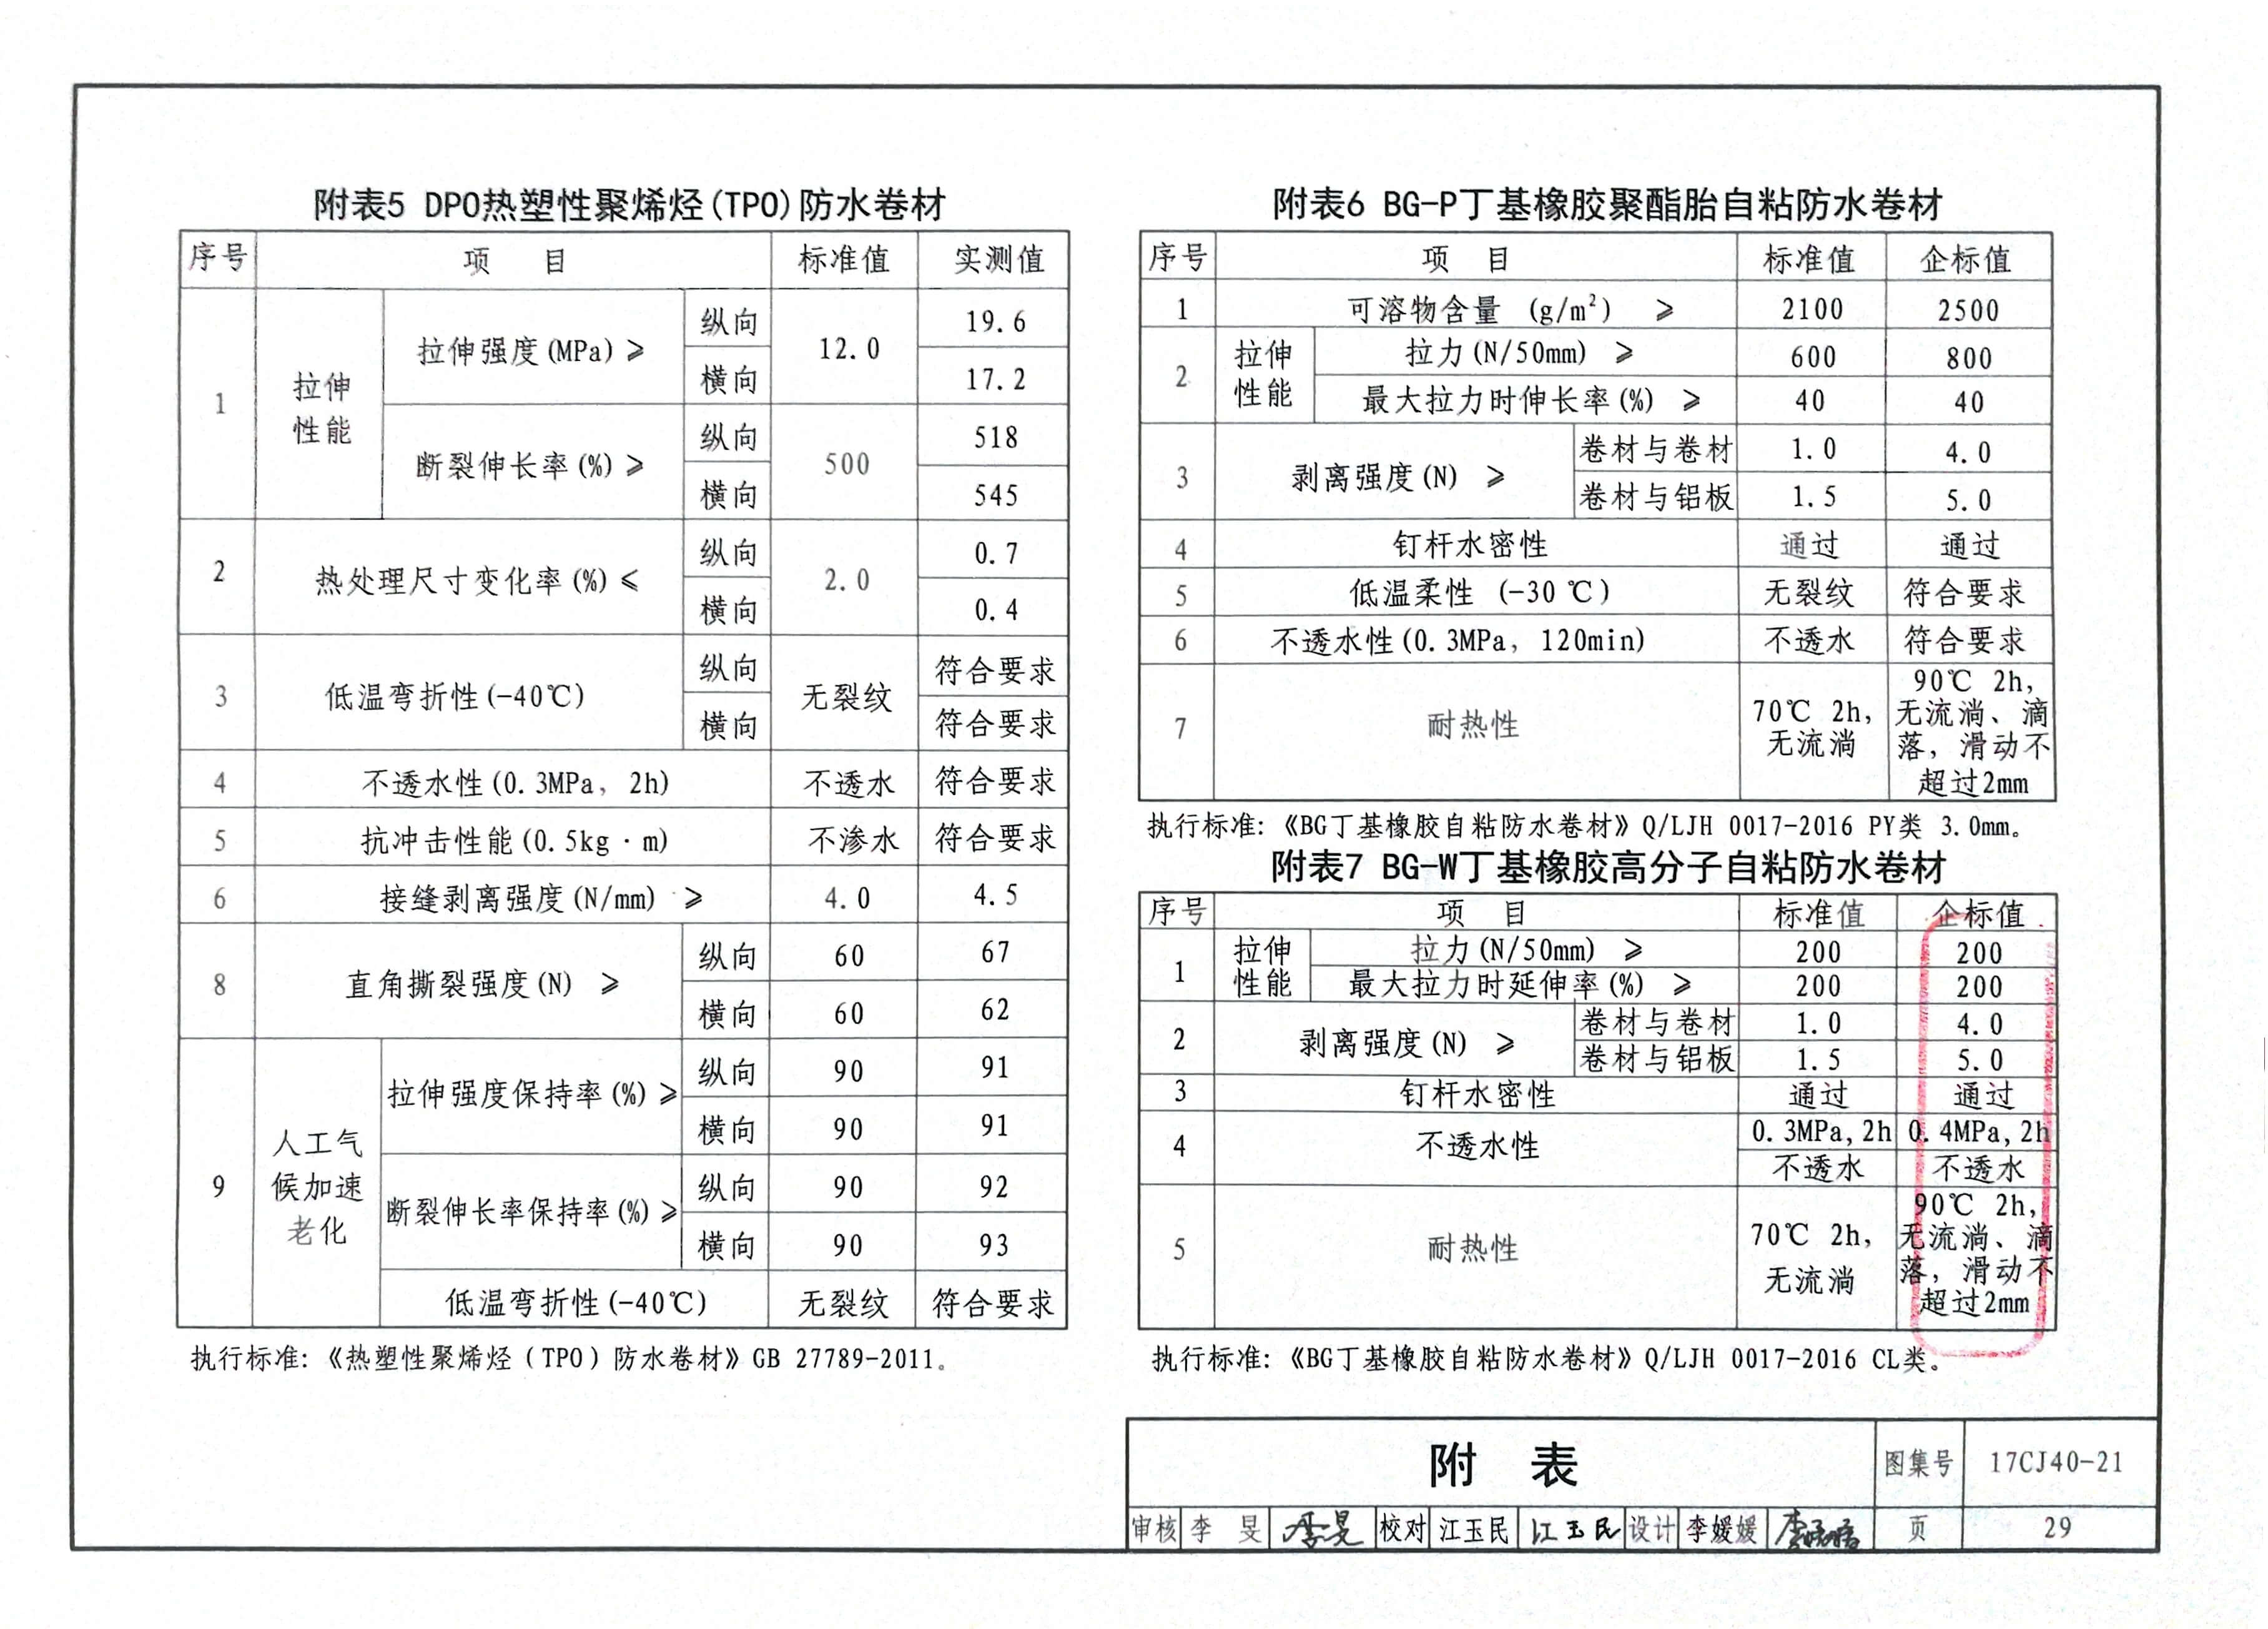 附表5 DPO热塑性聚烯烃(TPO)防水卷材
序号 项 目 标准值 实测值
1 拉伸性能 拉伸强度(MPa) ≥ 纵向 12.0 19.6
横向 17.2
断裂伸长率(%) ≥ 纵向 500 518
横向 545
2 热处理尺寸变化率(%) ≤ 纵向 2.0 0.7
横向 0.4
3 低温弯折性(-40℃) 纵向 无裂纹 符合要求
横向 符合要求
4 不透水性(0.3MPa, 2h) 不透水 符合要求
5 抗冲击性能(0.5kg·m) 不渗水 符合要求
6 接缝剥离强度(N/mm) ≥ 4.0 4.5
8 直角撕裂强度(N) ≥ 纵向 60 67
横向 60 62
9 人工气候加速老化 拉伸强度保持率(%) ≥ 纵向 90 91
横向 90 91
断裂伸长率保持率(%) ≥ 纵向 90 92
横向 90 93
低温弯折性(-40℃) 无裂纹 符合要求
执行标准:《热塑性聚烯烃(TPO)防水卷材》GB 27789-2011。
附表6 BG-P丁基橡胶聚酯胎自粘防水卷材
序号 项 目 标准值 企标值
1 可溶物含量 (g/m²) ≥ 2100 2500
2 拉伸性能 拉力(N/50mm) ≥ 600 800
最大拉力时伸长率(%) ≥ 40 40
3 剥离强度(N) ≥ 卷材与卷材 1.0 4.0
卷材与铝板 1.5 5.0
4 钉杆水密性 通过 通过
5 低温柔性 (-30℃) 无裂纹 符合要求
6 不透水性(0.3MPa, 120min) 不透水 符合要求
7 耐热性 70℃ 2h, 无流淌 90℃ 2h, 无流淌、滴落, 滑动不超过2mm
执行标准:《BG丁基橡胶自粘防水卷材》Q/LJH 0017-2016 PY类 3.0mm。
附表7 BG-W丁基橡胶高分子自粘防水卷材
序号 项 目 标准值 企标值
1 拉伸性能 拉力(N/50mm) ≥ 200 200
最大拉力时延伸率(%) ≥ 200 200
2 剥离强度(N) ≥ 卷材与卷材 1.0 4.0
卷材与铝板 1.5 5.0
3 钉杆水密性 通过 通过
4 不透水性 0.3MPa,2h 0.4MPa,2h
不透水 不透水
5 耐热性 70℃ 2h, 无流淌 90℃ 2h, 无流淌、滴落, 滑动不超过2mm
执行标准:《BG丁基橡胶自粘防水卷材》Q/LJH 0017-2016 CL类。
附 表 图集号 17CJ40-21
审核 李 旻 李旻 校对 江玉民 江玉民 设计 李媛媛 李媛媛 页 29